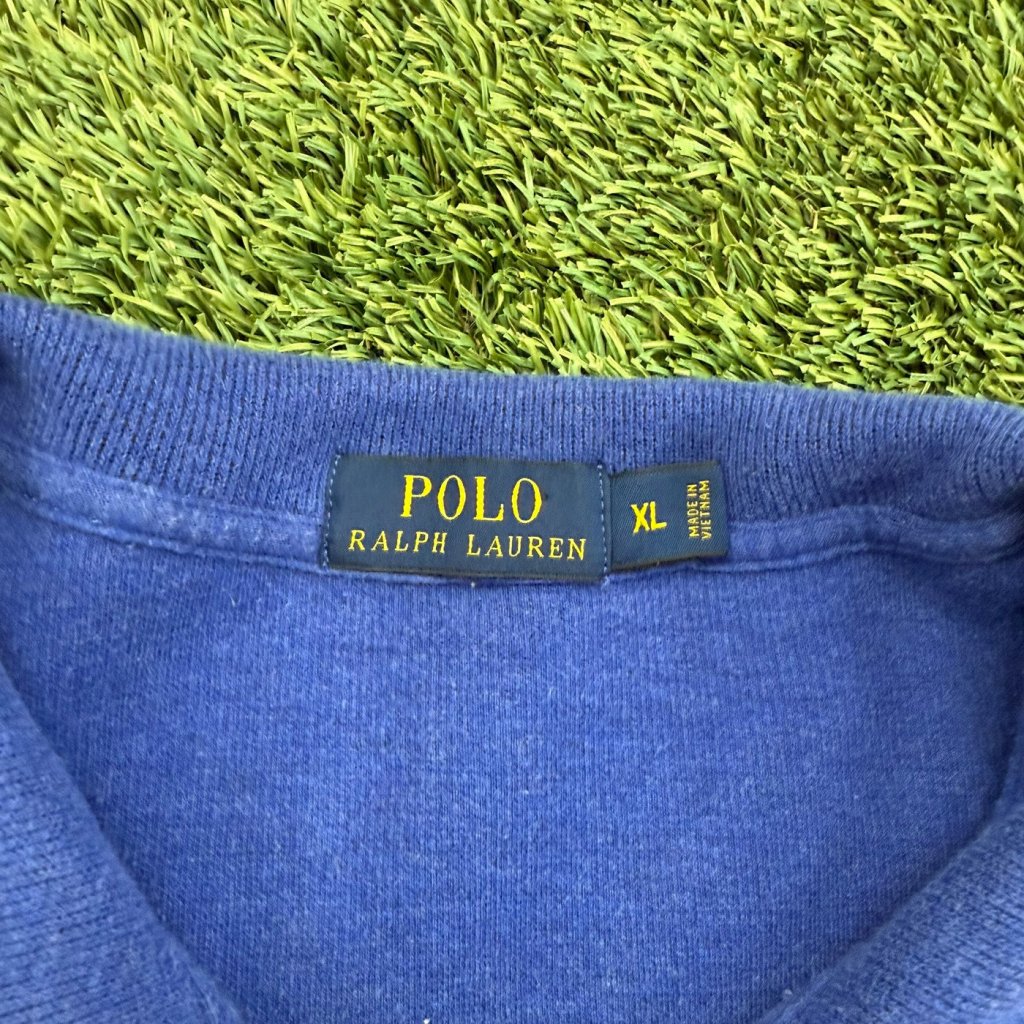 POLO
RALPH LAUREN
XL
MADE IN
VIETNAM